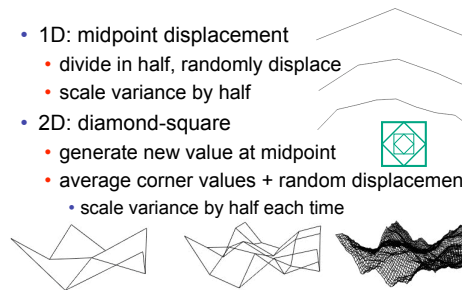 • 1D: midpoint displacement
• divide in half, randomly displace
• scale variance by half
• 2D: diamond-square
• generate new value at midpoint
• average corner values + random displacemen
• scale variance by half each time